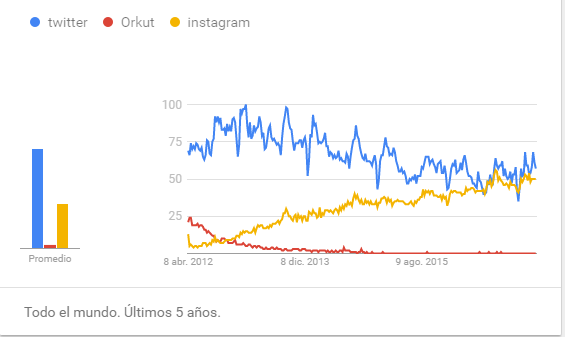 twitter Orkut instagram
100
75
50
25
Promedio
8 abr. 2012 8 dic. 2013 9 ago. 2015
Todo el mundo. Últimos 5 años.